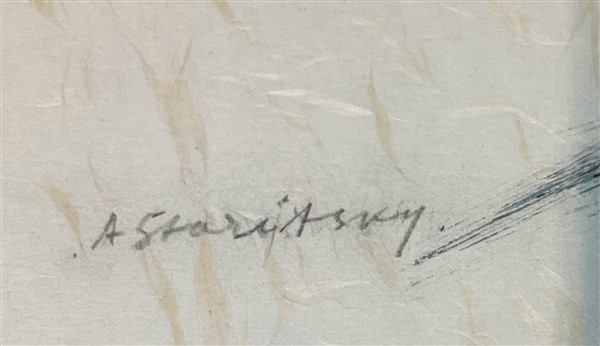 . A Staritsky.